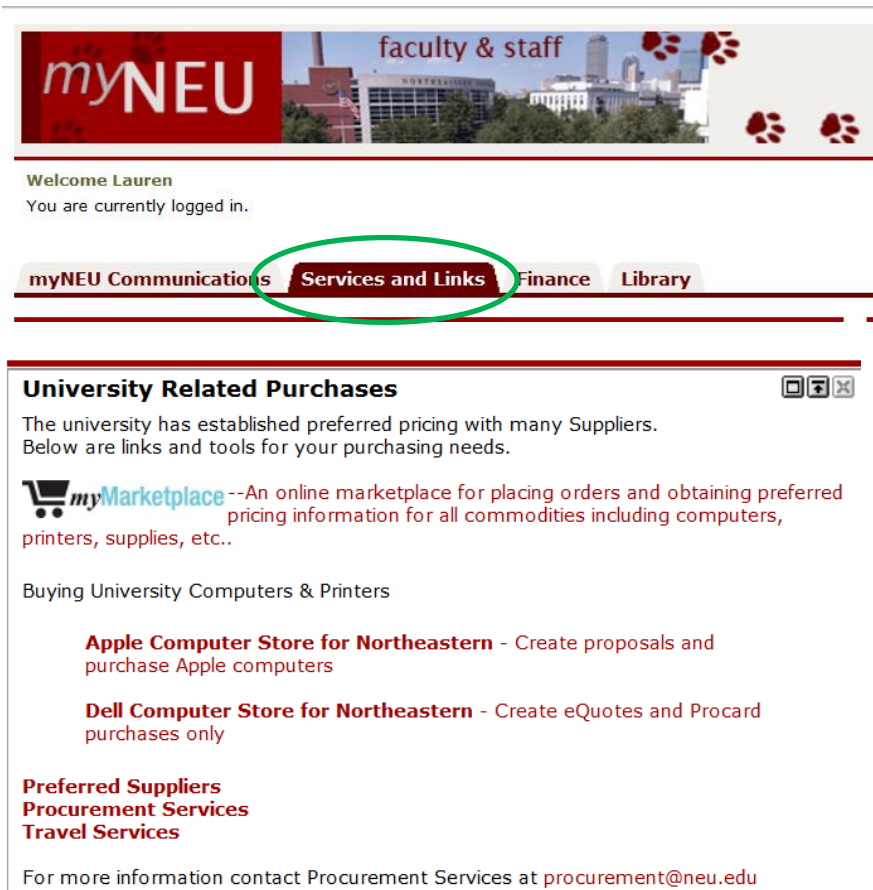 myNEU
faculty & staff
NORTHEASTERN
Welcome Lauren
You are currently logged in.
myNEU Communications Services and Links Finance Library
University Related Purchases
The university has established preferred pricing with many Suppliers.
Below are links and tools for your purchasing needs.
myMarketplace --An online marketplace for placing orders and obtaining preferred
pricing information for all commodities including computers,
printers, supplies, etc..
Buying University Computers & Printers
Apple Computer Store for Northeastern - Create proposals and
purchase Apple computers
Dell Computer Store for Northeastern - Create eQuotes and Procard
purchases only
Preferred Suppliers
Procurement Services
Travel Services
For more information contact Procurement Services at procurement@neu.edu